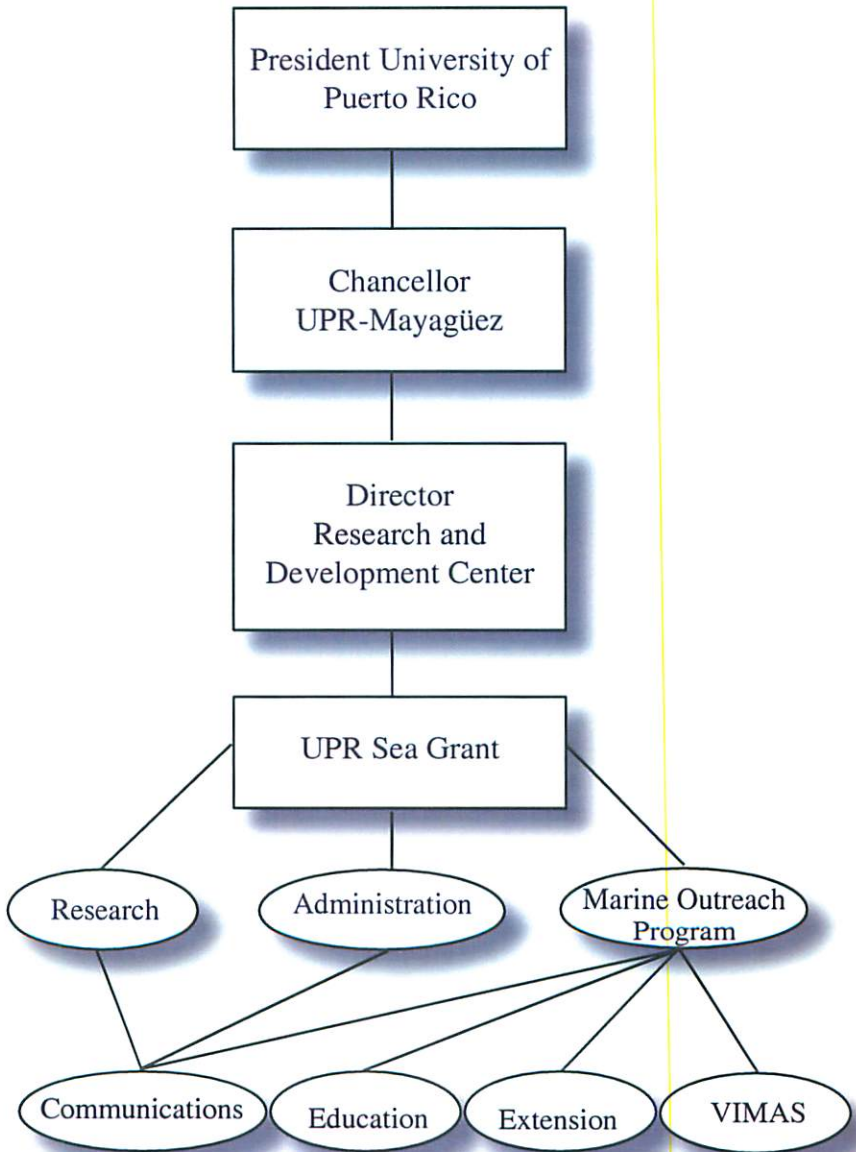 President University of
Puerto Rico
Chancellor
UPR-Mayagüez
Director
Research and
Development Center
UPR Sea Grant
Research
Administration
Marine Outreach
Program
Communications
Education
Extension
VIMAS